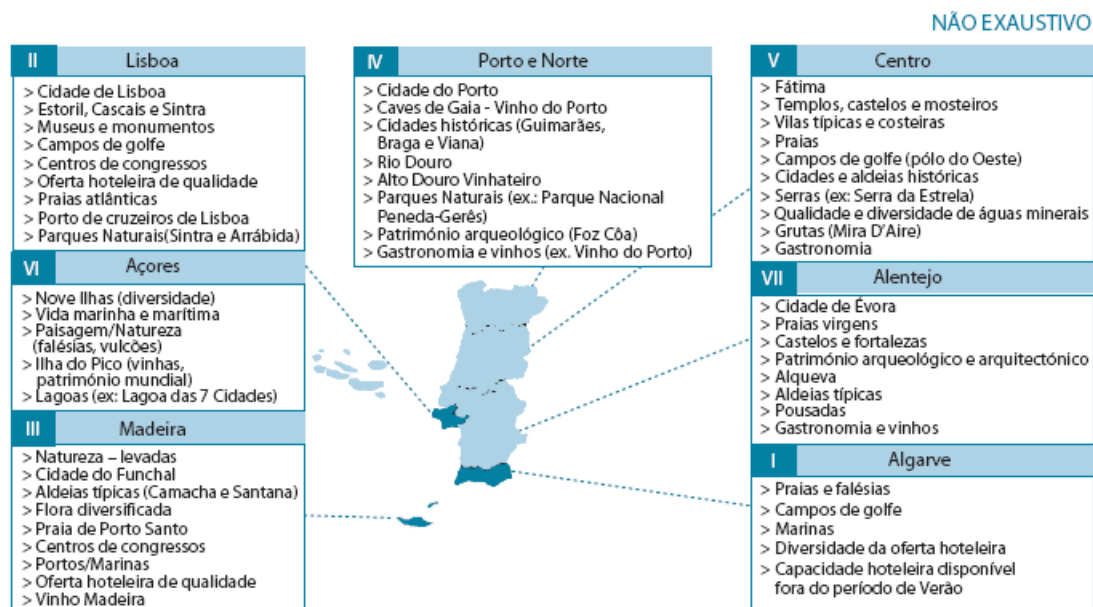 NÃO EXAUSTIVO
II Lisboa
> Cidade de Lisboa
> Estoril, Cascais e Sintra
> Museus e monumentos
> Campos de golfe
> Centros de congressos
> Oferta hoteleira de qualidade
> Praias atlânticas
> Porto de cruzeiros de Lisboa
> Parques Naturais(Sintra e Arrábida)
VI Açores
> Nove Ilhas (diversidade)
> Vida marinha e marítima
> Paisagem/Natureza
(falésias, vulcões)
> Ilha do Pico (vinhas,
património mundial)
> Lagoas (ex: Lagoa das 7 Cidades)
III Madeira
> Natureza – levadas
> Cidade do Funchal
> Aldeias típicas (Camacha e Santana)
> Flora diversificada
> Praia de Porto Santo
> Centros de congressos
> Portos/Marinas
> Oferta hoteleira de qualidade
> Vinho Madeira
IV Porto e Norte
> Cidade do Porto
> Caves de Gaia - Vinho do Porto
> Cidades históricas (Guimarães,
Braga e Viana)
> Rio Douro
> Alto Douro Vinhateiro
> Parques Naturais (ex.: Parque Nacional
Peneda-Gerês)
> Património arqueológico (Foz Côa)
> Gastronomia e vinhos (ex. Vinho do Porto)
V Centro
> Fátima
> Templos, castelos e mosteiros
> Vilas típicas e costeiras
> Praias
> Campos de golfe (pólo do Oeste)
> Cidades e aldeias históricas
> Serras (ex: Serra da Estrela)
> Qualidade e diversidade de águas minerais
> Grutas (Mira D'Aire)
> Gastronomia
VII Alentejo
> Cidade de Évora
> Praias virgens
> Castelos e fortalezas
> Património arqueológico e arquitectónico
> Alqueva
> Aldeias típicas
> Pousadas
> Gastronomia e vinhos
I Algarve
> Praias e falésias
> Campos de golfe
> Marinas
> Diversidade da oferta hoteleira
> Capacidade hoteleira disponível
fora do período de Verão